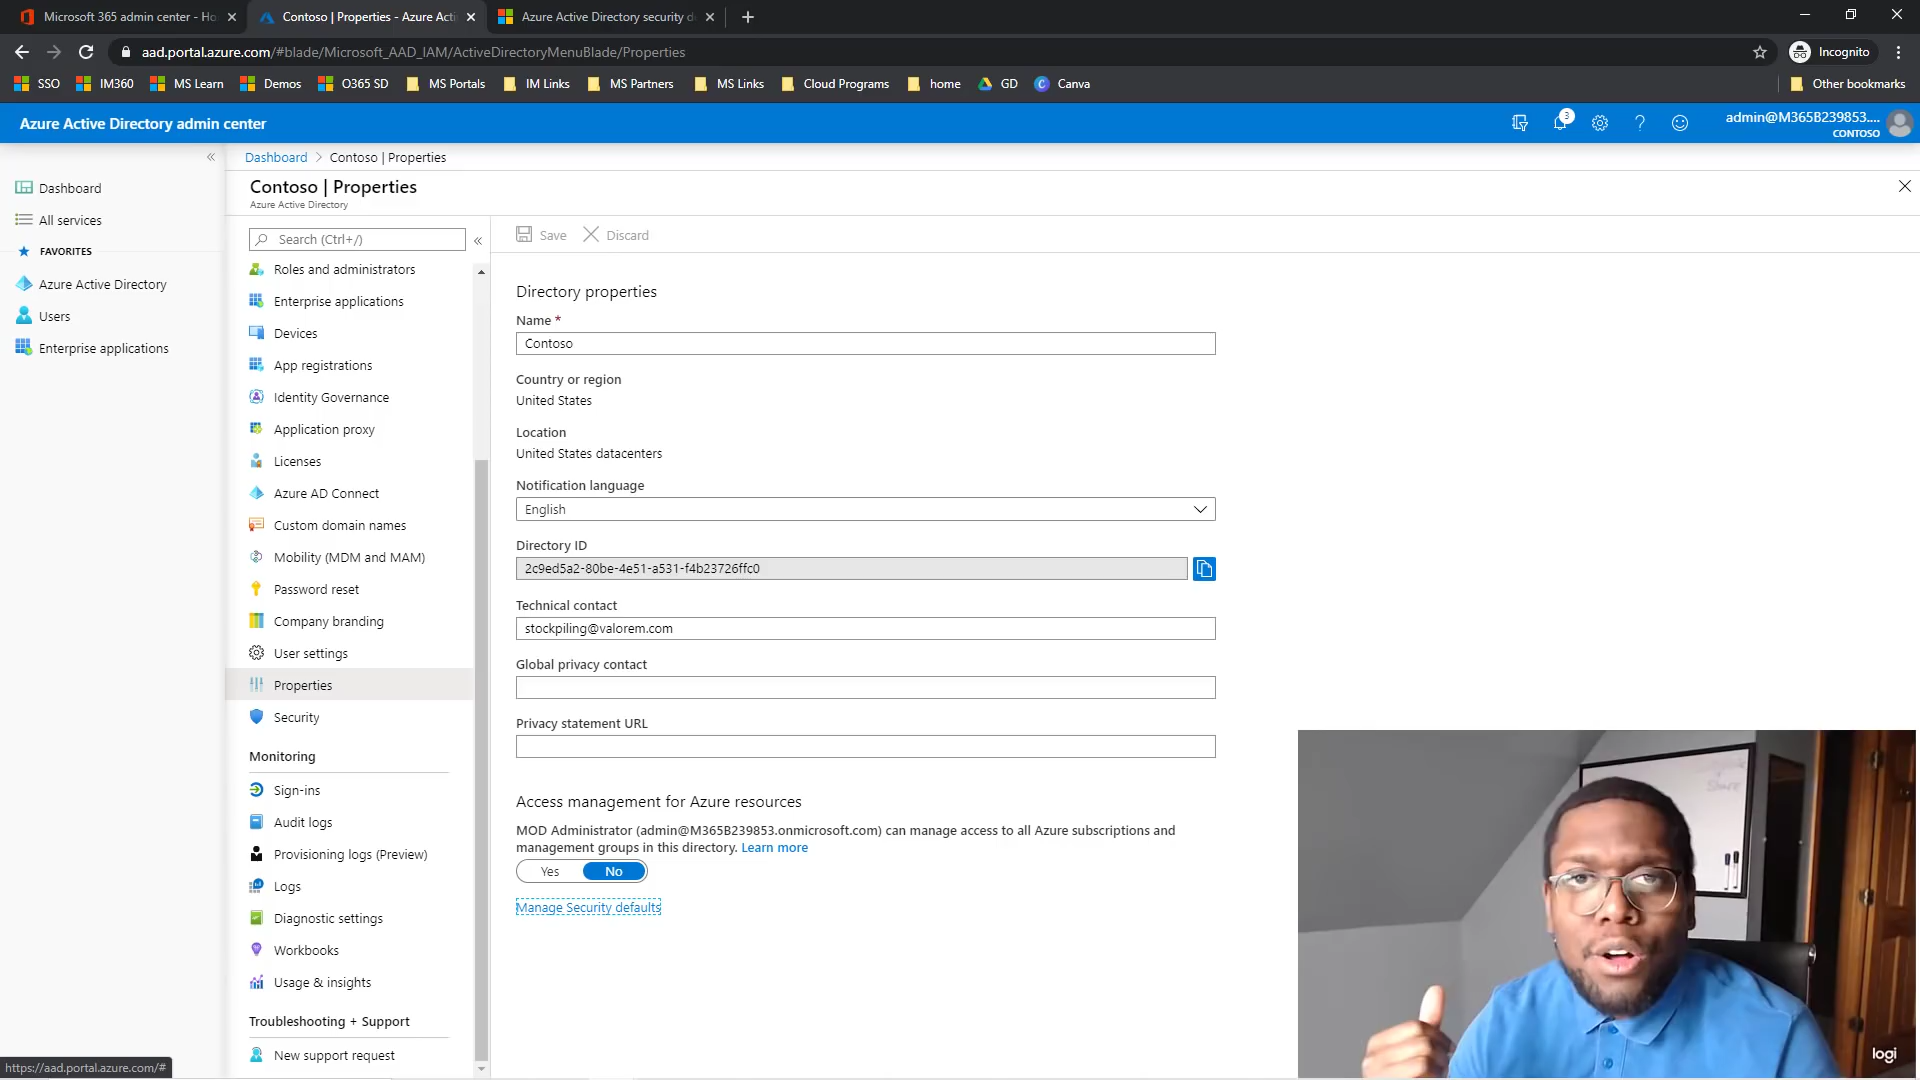 Microsoft 365 admin center - Ho
Contoso | Properties - Azure Acti
Azure Active Directory security d
aad.portal.azure.com/#blade/Microsoft_AAD_IAM/ActiveDirectoryMenuBlade/Properties
Incognito
SSO
IM360
MS Learn
Demos
O365 SD
MS Portals
IM Links
MS Partners
MS Links
Cloud Programs
home
GD
Canva
Other bookmarks
Azure Active Directory admin center
3
admin@M365B239853....
CONTOSO
Dashboard
All services
FAVORITES
Azure Active Directory
Users
Enterprise applications
Dashboard > Contoso | Properties
Contoso | Properties
Azure Active Directory
Search (Ctrl+/)
Roles and administrators
Enterprise applications
Devices
App registrations
Identity Governance
Application proxy
Licenses
Azure AD Connect
Custom domain names
Mobility (MDM and MAM)
Password reset
Company branding
User settings
Properties
Security
Monitoring
Sign-ins
Audit logs
Provisioning logs (Preview)
Logs
Diagnostic settings
Workbooks
Usage & insights
Troubleshooting + Support
New support request
Save
Discard
Directory properties
Name *
Contoso
Country or region
United States
Location
United States datacenters
Notification language
English
Directory ID
2c9ed5a2-80be-4e51-a531-f4b23726ffc0
Technical contact
stockpiling@valorem.com
Global privacy contact
Privacy statement URL
Access management for Azure resources
MOD Administrator (admin@M365B239853.onmicrosoft.com) can manage access to all Azure subscriptions and
management groups in this directory. Learn more
Yes
No
Manage Security defaults
https://aad.portal.azure.com/#
logi